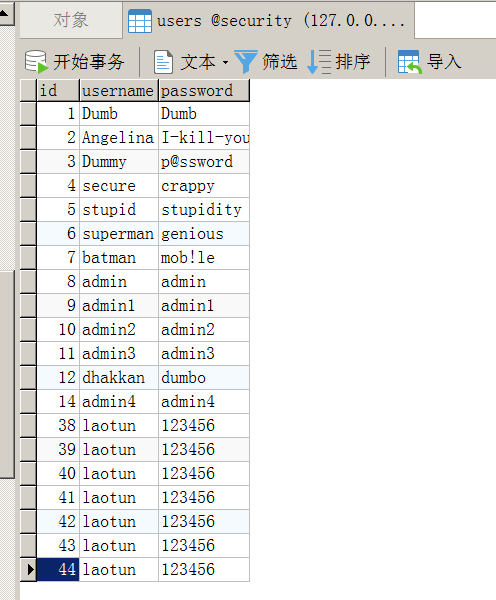 对象 users @security (127.0.0....
开始事务 文本 筛选 排序 导入
id username password
1 Dumb Dumb
2 Angelina I-kill-you
3 Dummy p@ssword
4 secure crappy
5 stupid stupidity
6 superman genious
7 batman mob!le
8 admin admin
9 admin1 admin1
10 admin2 admin2
11 admin3 admin3
12 dhakkan dumbo
14 admin4 admin4
38 laotun 123456
39 laotun 123456
40 laotun 123456
41 laotun 123456
42 laotun 123456
43 laotun 123456
44 laotun 123456